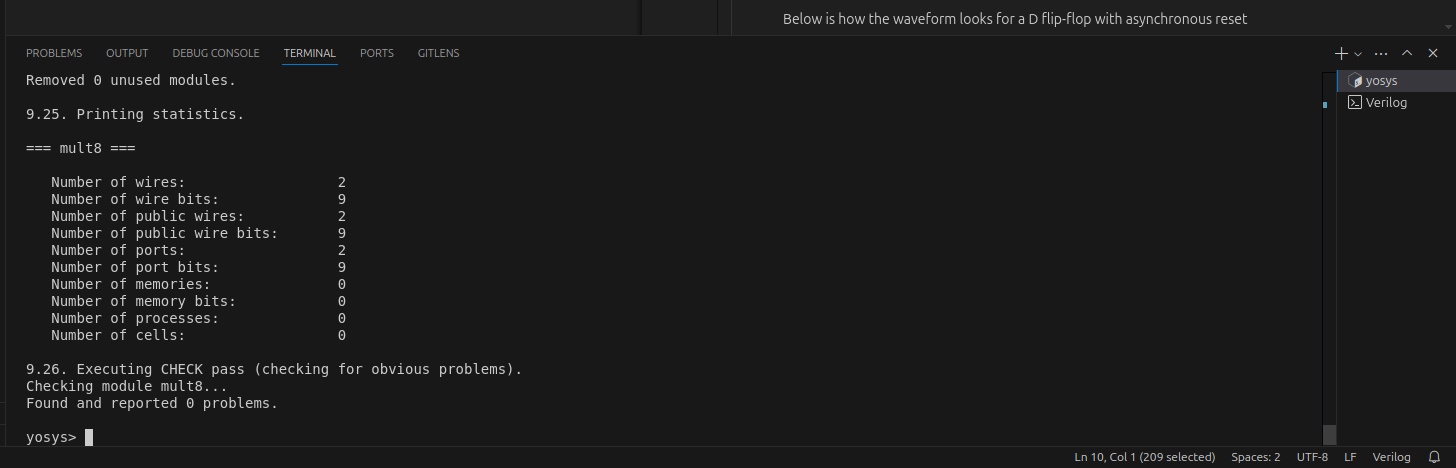 Below is how the waveform looks for a D flip-flop with asynchronous reset
PROBLEMS OUTPUT DEBUG CONSOLE TERMINAL PORTS GITLENS
Removed 0 unused modules.
9.25. Printing statistics.
=== mult8 ===
Number of wires: 2
Number of wire bits: 9
Number of public wires: 2
Number of public wire bits: 9
Number of ports: 2
Number of port bits: 9
Number of memories: 0
Number of memory bits: 0
Number of processes: 0
Number of cells: 0
9.26. Executing CHECK pass (checking for obvious problems).
Checking module mult8...
Found and reported 0 problems.
yosys>
yosys
Verilog
Ln 10, Col 1 (209 selected) Spaces: 2 UTF-8 LF Verilog